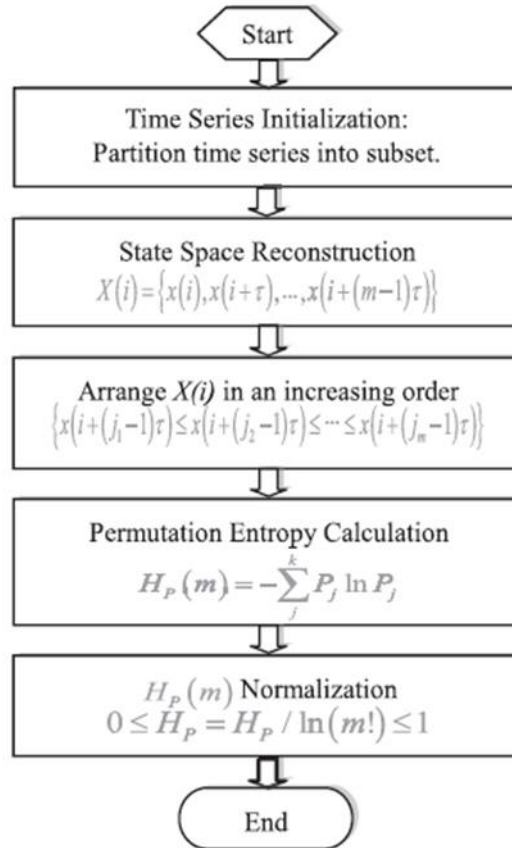 Start
Time Series Initialization:
Partition time series into subset.
State Space Reconstruction
X(i)={x(i),x(i+τ),...,x(i+(m−1)τ)}
Arrange X(i) in an increasing order
{x(i+(j₁−1)τ)≤x(i+(j₂−1)τ)≤···≤x(i+(jₘ−1)τ)}
Permutation Entropy Calculation
H_P(m)=−∑_j^k P_j ln P_j
H_P(m) Normalization
0≤H_P=H_P/ln(m!)≤1
End